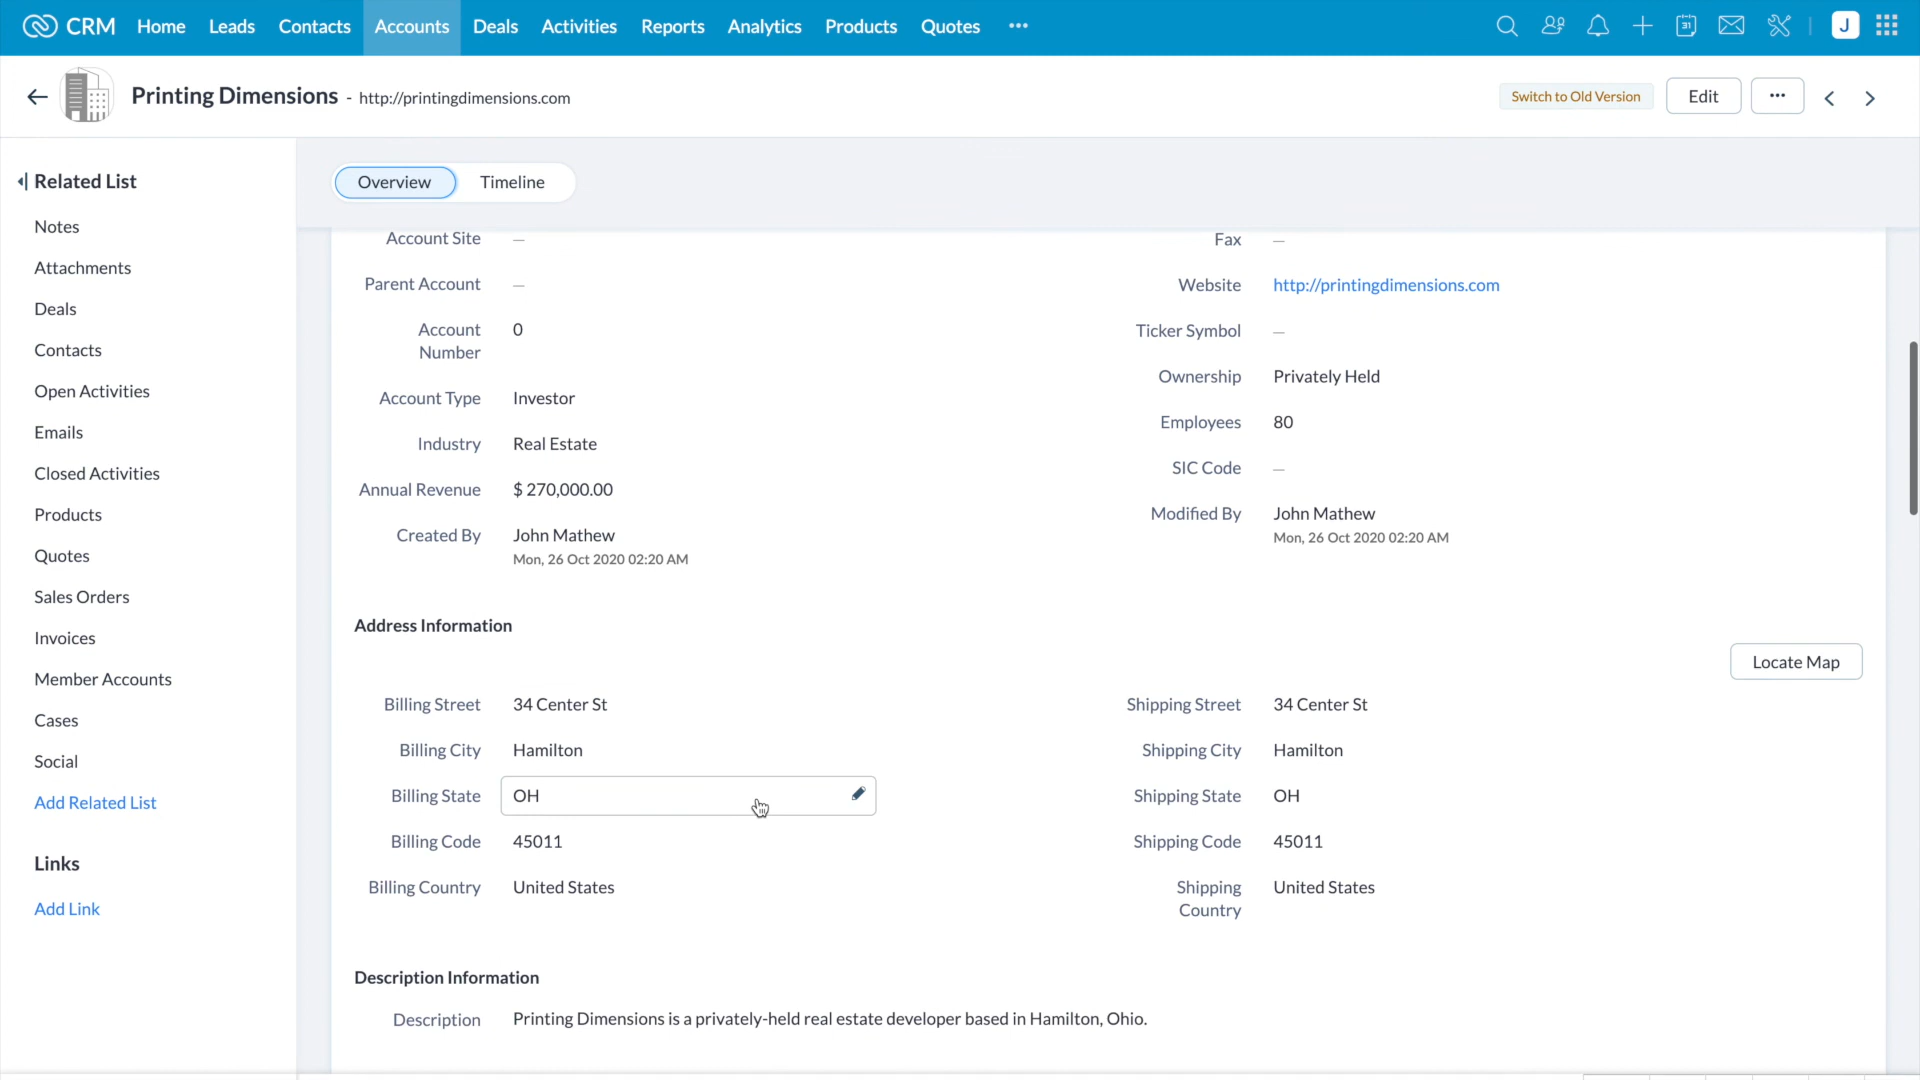 CRM Home Leads Contacts Accounts Deals Activities Reports Analytics Products Quotes ••• 31 J
Printing Dimensions - http://printingdimensions.com Switch to Old Version Edit •••
Related List
Notes
Attachments
Deals
Contacts
Open Activities
Emails
Closed Activities
Products
Quotes
Sales Orders
Invoices
Member Accounts
Cases
Social
Add Related List
Links
Add Link
Overview Timeline
Account Site —
Parent Account —
Account Number 0
Account Type Investor
Industry Real Estate
Annual Revenue $ 270,000.00
Created By John Mathew
Mon, 26 Oct 2020 02:20 AM
Fax —
Website http://printingdimensions.com
Ticker Symbol —
Ownership Privately Held
Employees 80
SIC Code —
Modified By John Mathew
Mon, 26 Oct 2020 02:20 AM
Address Information
Locate Map
Billing Street 34 Center St
Billing City Hamilton
Billing State OH
Billing Code 45011
Billing Country United States
Shipping Street 34 Center St
Shipping City Hamilton
Shipping State OH
Shipping Code 45011
Shipping Country United States
Description Information
Description Printing Dimensions is a privately-held real estate developer based in Hamilton, Ohio.